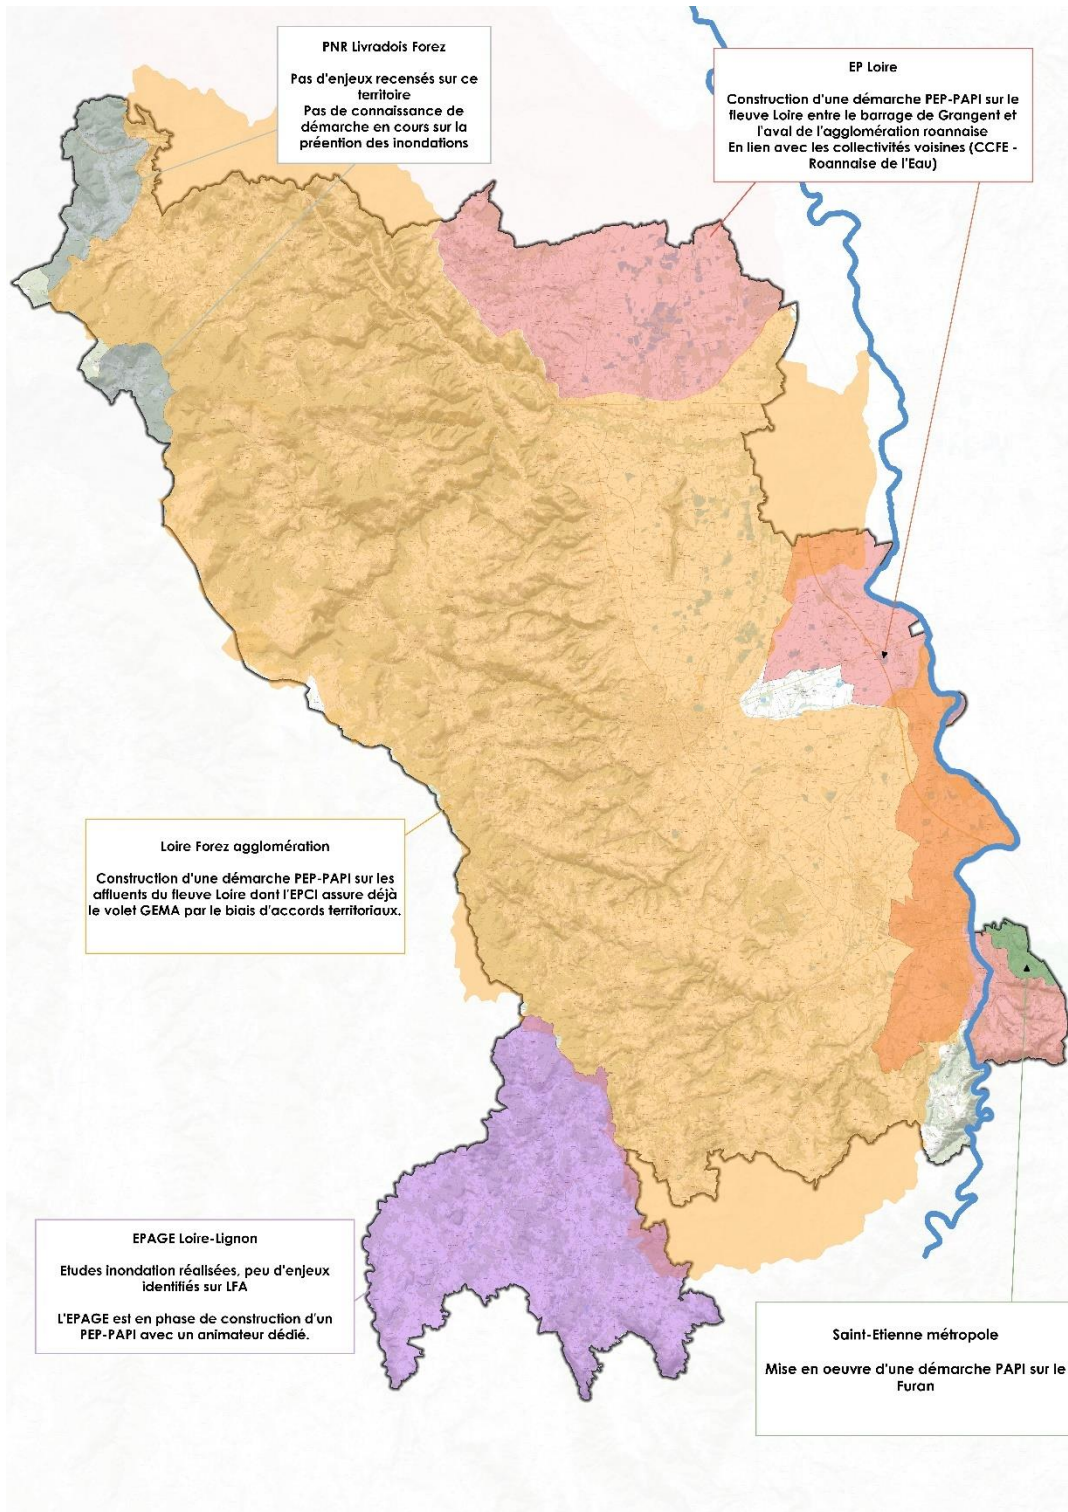 PNR Livradois Forez
Pas d'enjeux recensés sur ce
territoire
Pas de connaissance de
démarche en cours sur la
préention des inondations
EP Loire
Construction d'une démarche PEP-PAPI sur le
fleuve Loire entre le barrage de Grangent et
l'aval de l'agglomération roannaise
En lien avec les collectivités voisines (CCFE -
Roannaise de l'Eau)
Loire Forez agglomération
Construction d'une démarche PEP-PAPI sur les
affluents du fleuve Loire dont l'EPCI assure déjà
le volet GEMA par le biais d'accords territoriaux.
EPAGE Loire-Lignon
Etudes inondation réalisées, peu d'enjeux
identifiés sur LFA
L'EPAGE est en phase de construction d'un
PEP-PAPI avec un animateur dédié.
Saint-Etienne métropole
Mise en oeuvre d'une démarche PAPI sur le
Furan